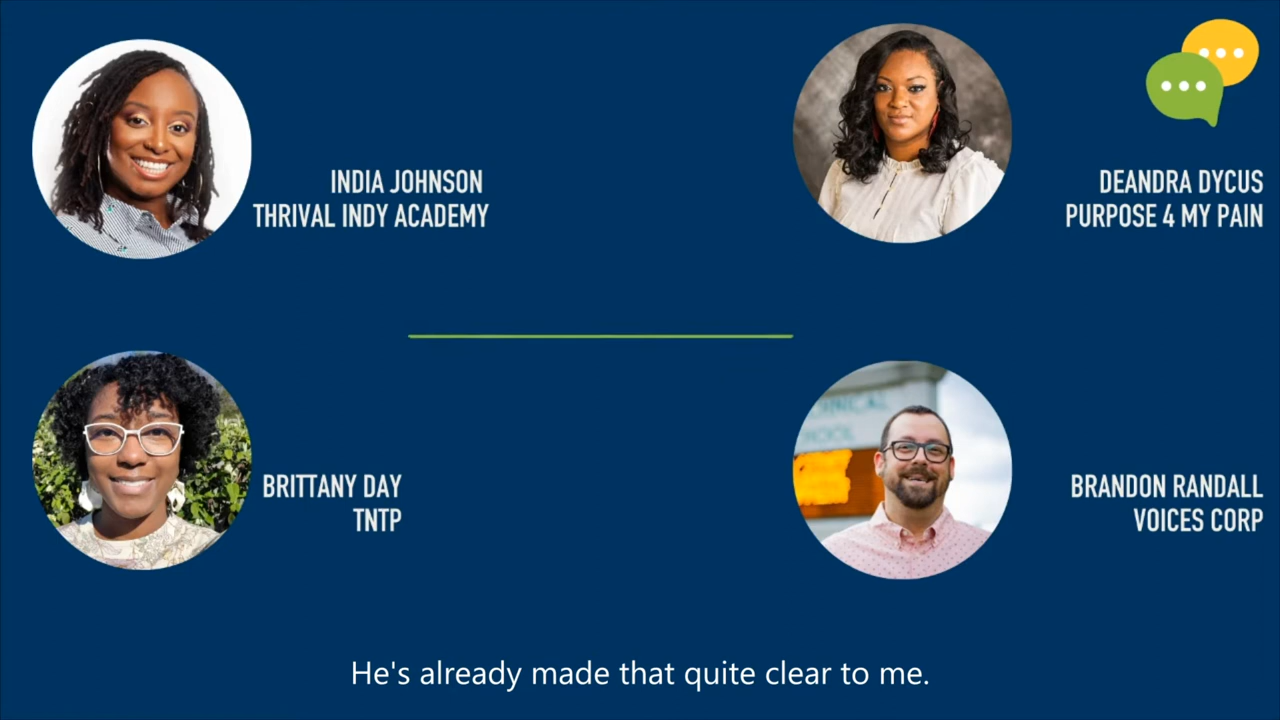 INDIA JOHNSON
THRIVAL INDY ACADEMY
DEANDRA DYCUS
PURPOSE 4 MY PAIN
BRITTANY DAY
TNTP
BRANDON RANDALL
VOICES CORP
He's already made that quite clear to me.